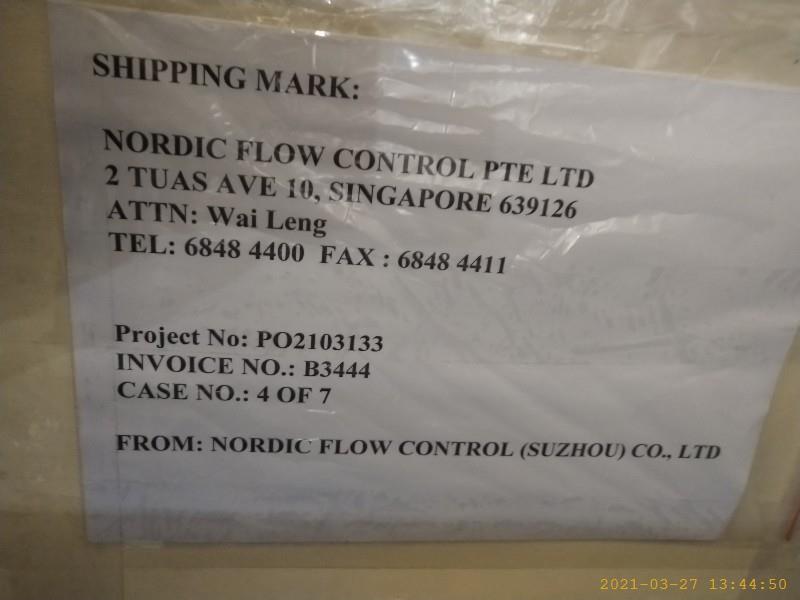 SHIPPING MARK:
NORDIC FLOW CONTROL PTE LTD
2 TUAS AVE 10, SINGAPORE 639126
ATTN: Wai Leng
TEL: 6848 4400 FAX : 6848 4411
Project No: PO2103133
INVOICE NO.: B3444
CASE NO.: 4 OF 7
FROM: NORDIC FLOW CONTROL (SUZHOU) CO., LTD
2021-03-27 13:44:50